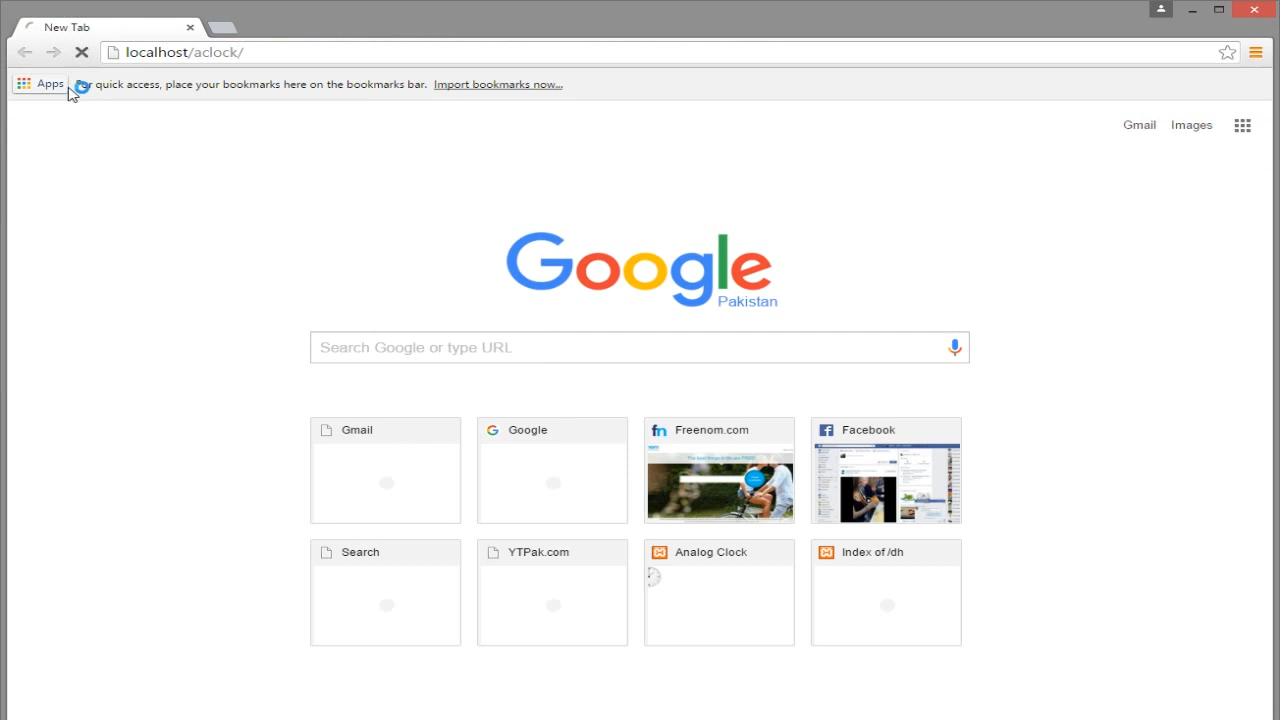 New Tab
localhost/aclock/
Apps
quick access, place your bookmarks here on the bookmarks bar. Import bookmarks now...
Gmail Images
Google
Pakistan
Search Google or type URL
Gmail
Google
fn Freenom.com
Facebook
Search
YTPak.com
Analog Clock
Index of /dh